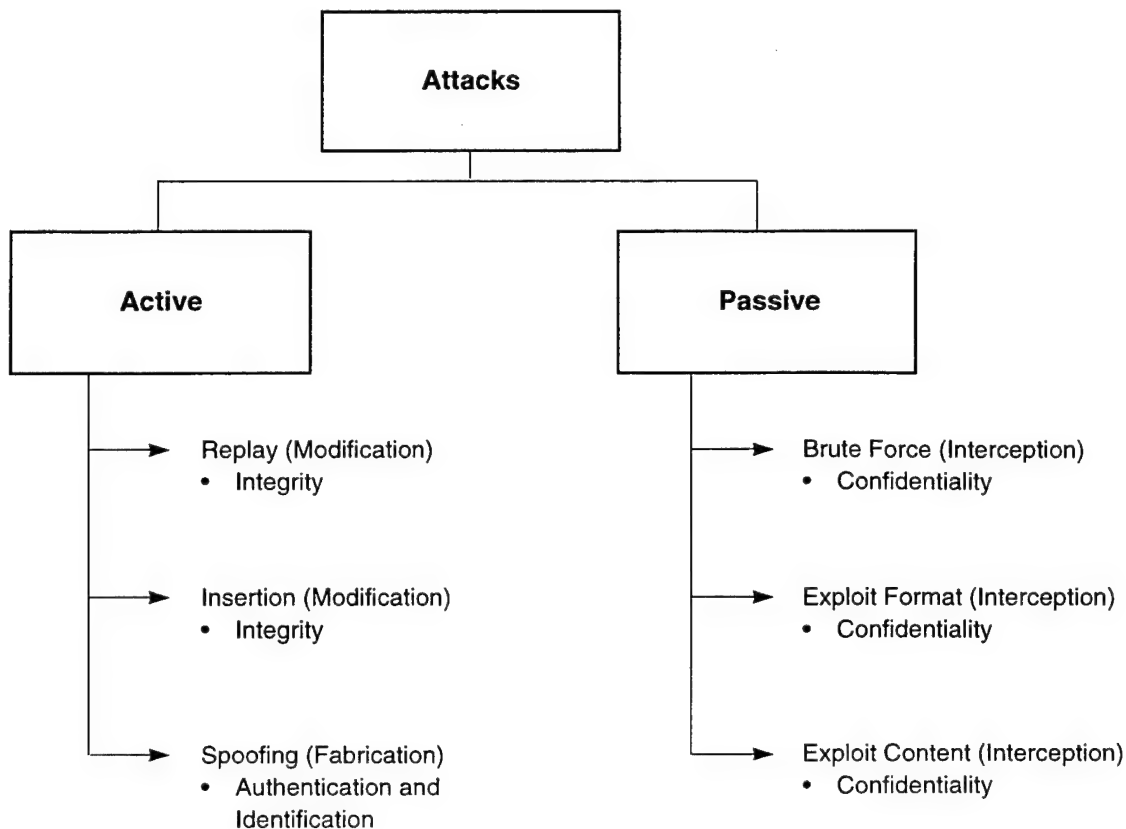 Attacks
Active
Passive
Replay (Modification)
• Integrity
Insertion (Modification)
• Integrity
Spoofing (Fabrication)
• Authentication and
Identification
Brute Force (Interception)
• Confidentiality
Exploit Format (Interception)
• Confidentiality
Exploit Content (Interception)
• Confidentiality